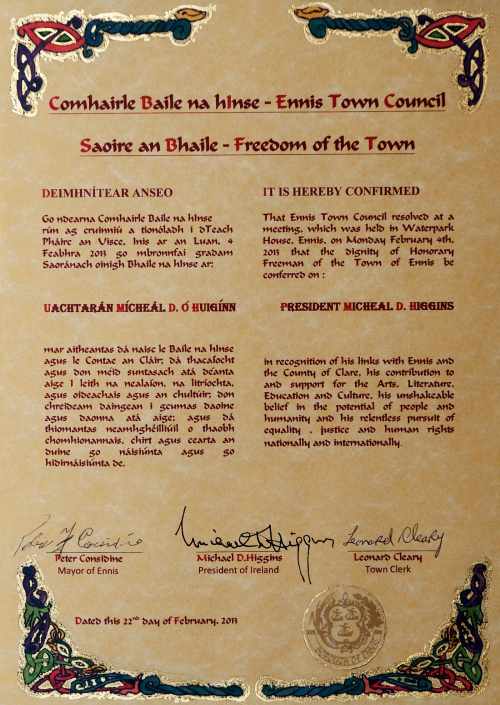 Comhairle Baile na hInse - Ennis Town Council
Saoire an Bhaile - Freedom of the Town
DEIMHNÍTEAR ANSEO
Go ndearna Comhairle Baile na hInse
rún ag cruinniú a tionóladh i dTeach
Pháirc an Uisce, Inis ar an Luan, 4
Feabhra 2013 go mbronnfaí gradam
Saoránach oinigh Bhaile na hInse ar:
UACHTARÁN MÍCHEÁL D. Ó HUIGÍNN
mar aitheantas dá naisc le Baile na hInse
agus le Contae an Cláir; dá thacaíocht
agus don méid suntasach atá déanta
aige i leith na nealaíon, na litríochta,
agus oideachais agus an chultúir; don
chreideam daingean i gcumas daoine
agus daonna atá aige; agus dá
thiomantas neamhghéilliúil o thaobh
chomhionannais, chirt agus cearta an
duine go náisiúnta agus go
hidirnáisiúnta de.
IT IS HEREBY CONFIRMED
That Ennis Town Council resolved at a
meeting, which was held in Waterpark
House, Ennis, on Monday February 4th,
2013 that the dignity of Honorary
Freeman of the Town of Ennis be
conferred on :
PRESIDENT MICHEAL D. HIGGINS
in recognition of his links with Ennis and
the County of Clare, his contribution to
and support for the Arts, Literature,
Education and Culture, his unshakeable
belief in the potential of people and
humanity and his relentless pursuit of
equality , justice and human rights
nationally and internationally.
Peter Considine
Michael D. Higgins
Leonard Cleary
Peter Considine
Mayor of Ennis
Michael D.Higgins
President of Ireland
Leonard Cleary
Town Clerk
Dated this 22nd day of February, 2013